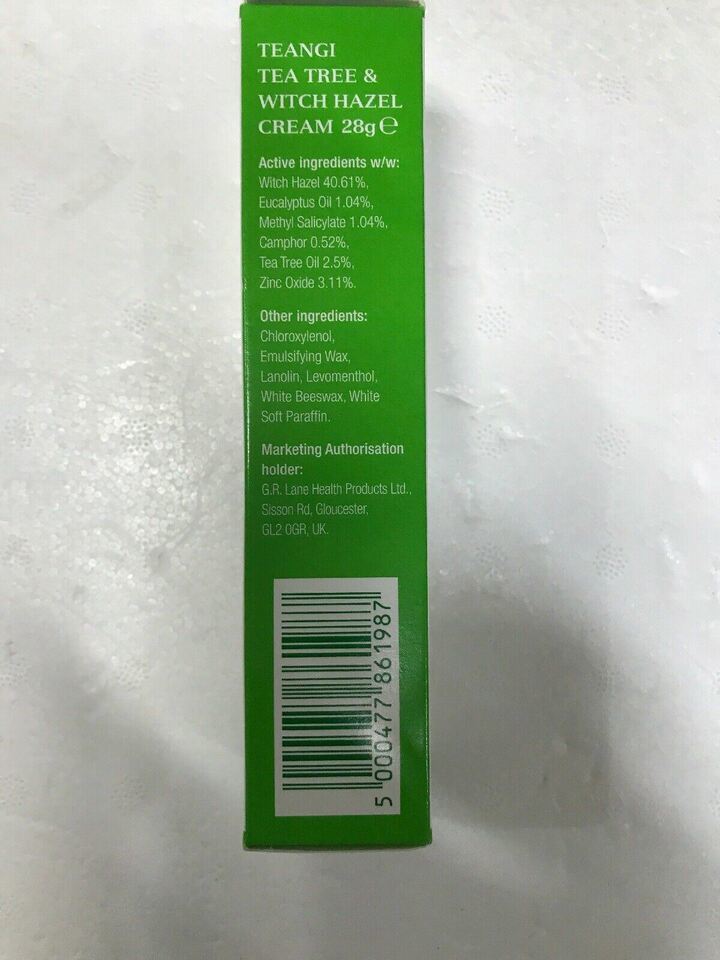 TEANGI
TEA TREE &
WITCH HAZEL
CREAM 28g℮
Active ingredients w/w:
Witch Hazel 40.61%,
Eucalyptus Oil 1.04%,
Methyl Salicylate 1.04%,
Camphor 0.52%,
Tea Tree Oil 2.5%,
Zinc Oxide 3.11%.
Other ingredients:
Chloroxylenol,
Emulsifying Wax,
Lanolin, Levomenthol,
White Beeswax, White
Soft Paraffin.
Marketing Authorisation
holder:
G.R. Lane Health Products Ltd.,
Sisson Rd, Gloucester,
GL2 0GR, UK.
5 000477 861987